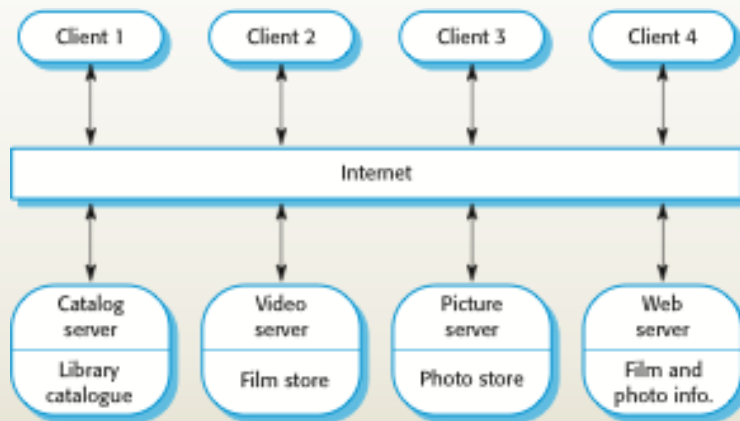 Client 1
Client 2
Client 3
Client 4
Internet
Catalog
server
Library
catalogue
Video
server
Film store
Picture
server
Photo store
Web
server
Film and
photo info.